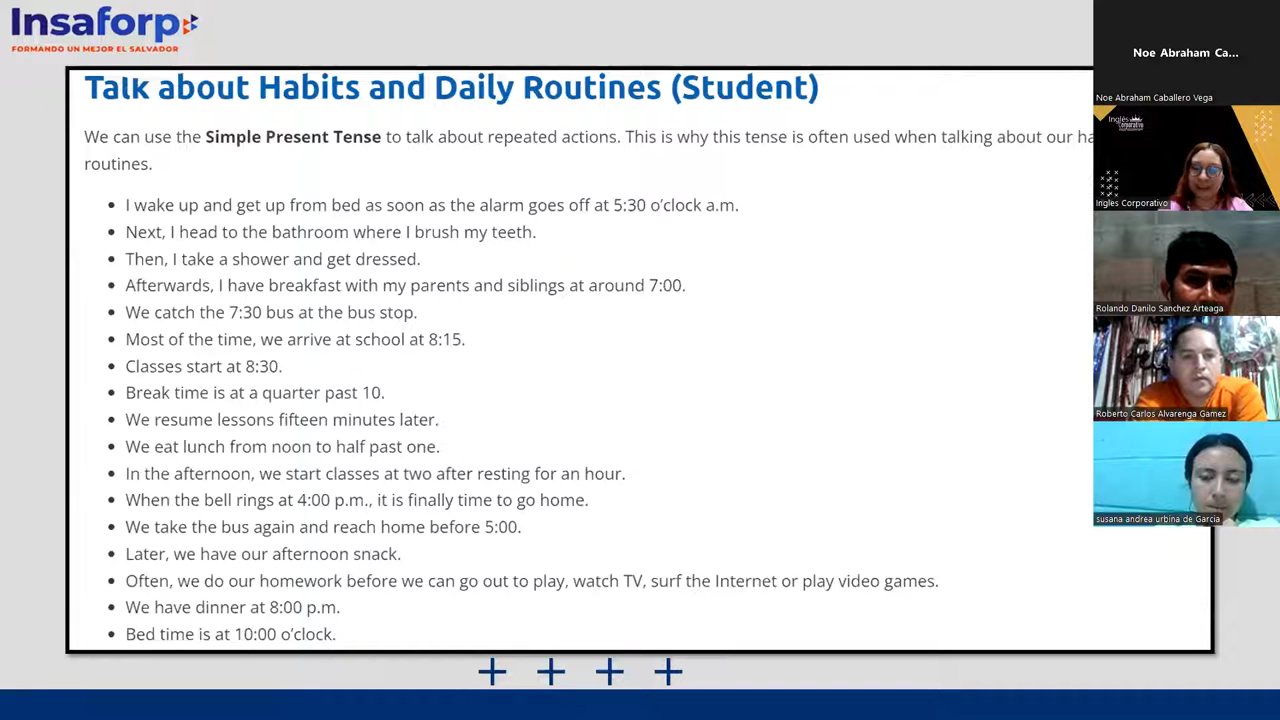 Insaforp
FORMANDO UN MEJOR EL SALVADOR
Talk about Habits and Daily Routines (Student)
We can use the Simple Present Tense to talk about repeated actions. This is why this tense is often used when talking about our
routines.
• I wake up and get up from bed as soon as the alarm goes off at 5:30 o’clock a.m.
• Next, I head to the bathroom where I brush my teeth.
• Then, I take a shower and get dressed.
• Afterwards, I have breakfast with my parents and siblings at around 7:00.
• We catch the 7:30 bus at the bus stop.
• Most of the time, we arrive at school at 8:15.
• Classes start at 8:30.
• Break time is at a quarter past 10.
• We resume lessons fifteen minutes later.
• We eat lunch from noon to half past one.
• In the afternoon, we start classes at two after resting for an hour.
• When the bell rings at 4:00 p.m., it is finally time to go home.
• We take the bus again and reach home before 5:00.
• Later, we have our afternoon snack.
• Often, we do our homework before we can go out to play, watch TV, surf the Internet or play video games.
• We have dinner at 8:00 p.m.
• Bed time is at 10:00 o’clock.
Noe Abraham Ca...
Noe Abraham Caballero Vega
Inglés
Corporativo
Ingles Corporativo
Rolando Danilo Sanchez Arteaga
Roberto Carlos Alvarenga Gamez
susana andrea urbina de Garcia